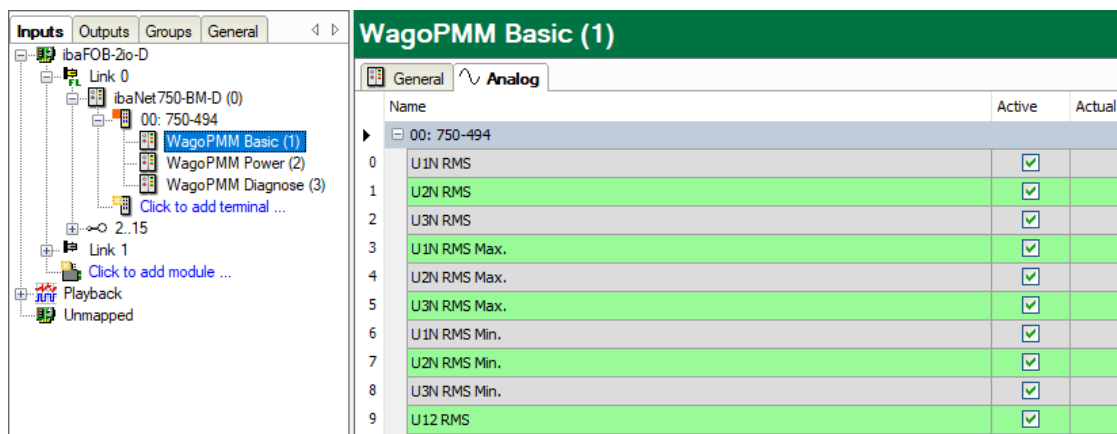 Inputs Outputs Groups General
ibaFOB-2io-D
Link 0
FL
ibaNet750-BM-D (0)
00: 750-494
WagoPMM Basic (1)
WagoPMM Power (2)
WagoPMM Diagnose (3)
Click to add terminal ...
2..15
Link 1
Click to add module ...
Playback
Unmapped
WagoPMM Basic (1)
General Analog
Name Active Actual
00: 750-494
0 U1N RMS
1 U2N RMS
2 U3N RMS
3 U1N RMS Max.
4 U2N RMS Max.
5 U3N RMS Max.
6 U1N RMS Min.
7 U2N RMS Min.
8 U3N RMS Min.
9 U12 RMS